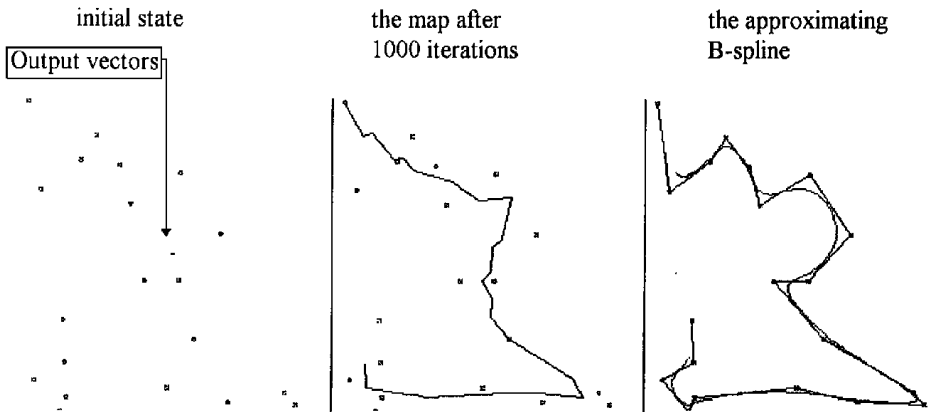 initial state
Output vectors
the map after
1000 iterations
the approximating
B-spline